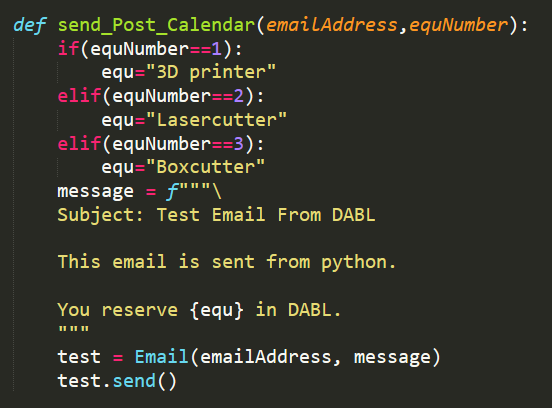 def send_Post_Calendar(emailAddress,equNumber):
    if(equNumber==1):
        equ="3D printer"
    elif(equNumber==2):
        equ="Lasercutter"
    elif(equNumber==3):
        equ="Boxcutter"
    message = f"""\
    Subject: Test Email From DABL

    This email is sent from python.

    You reserve {equ} in DABL.
    """
    test = Email(emailAddress, message)
    test.send()